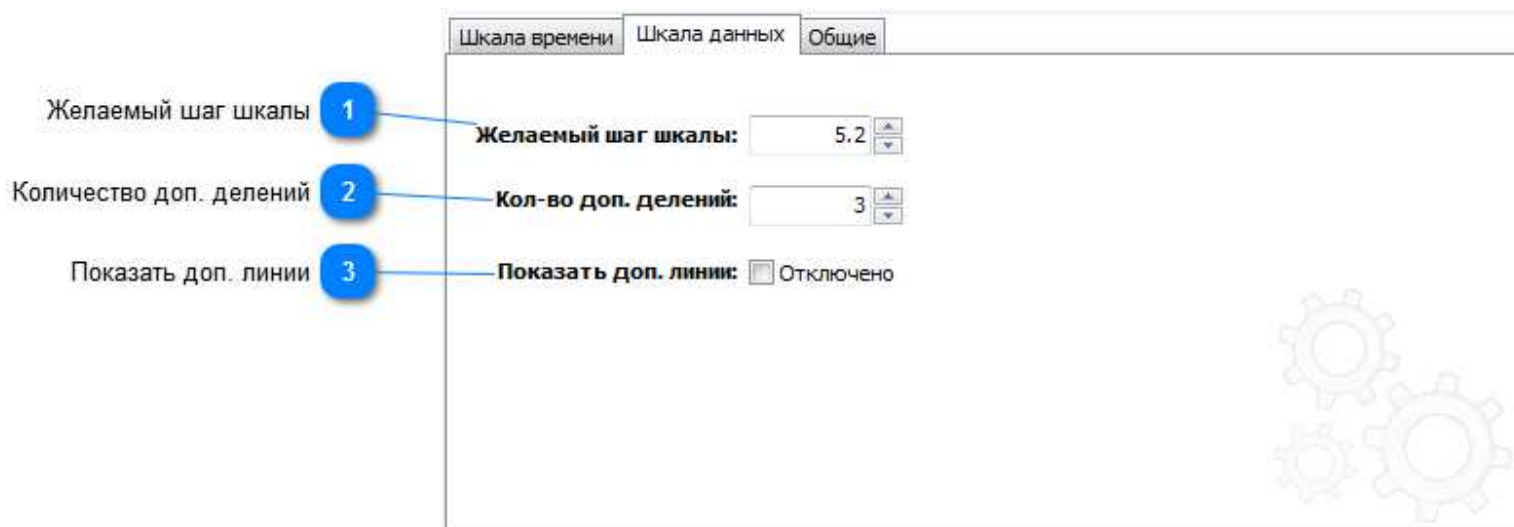 Шкала времени Шкала данных Общие
Желаемый шаг шкалы 1 Желаемый шаг шкалы: 5.2
Количество доп. делений 2 Кол-во доп. делений: 3
Показать доп. линии 3 Показать доп. линии: Отключено